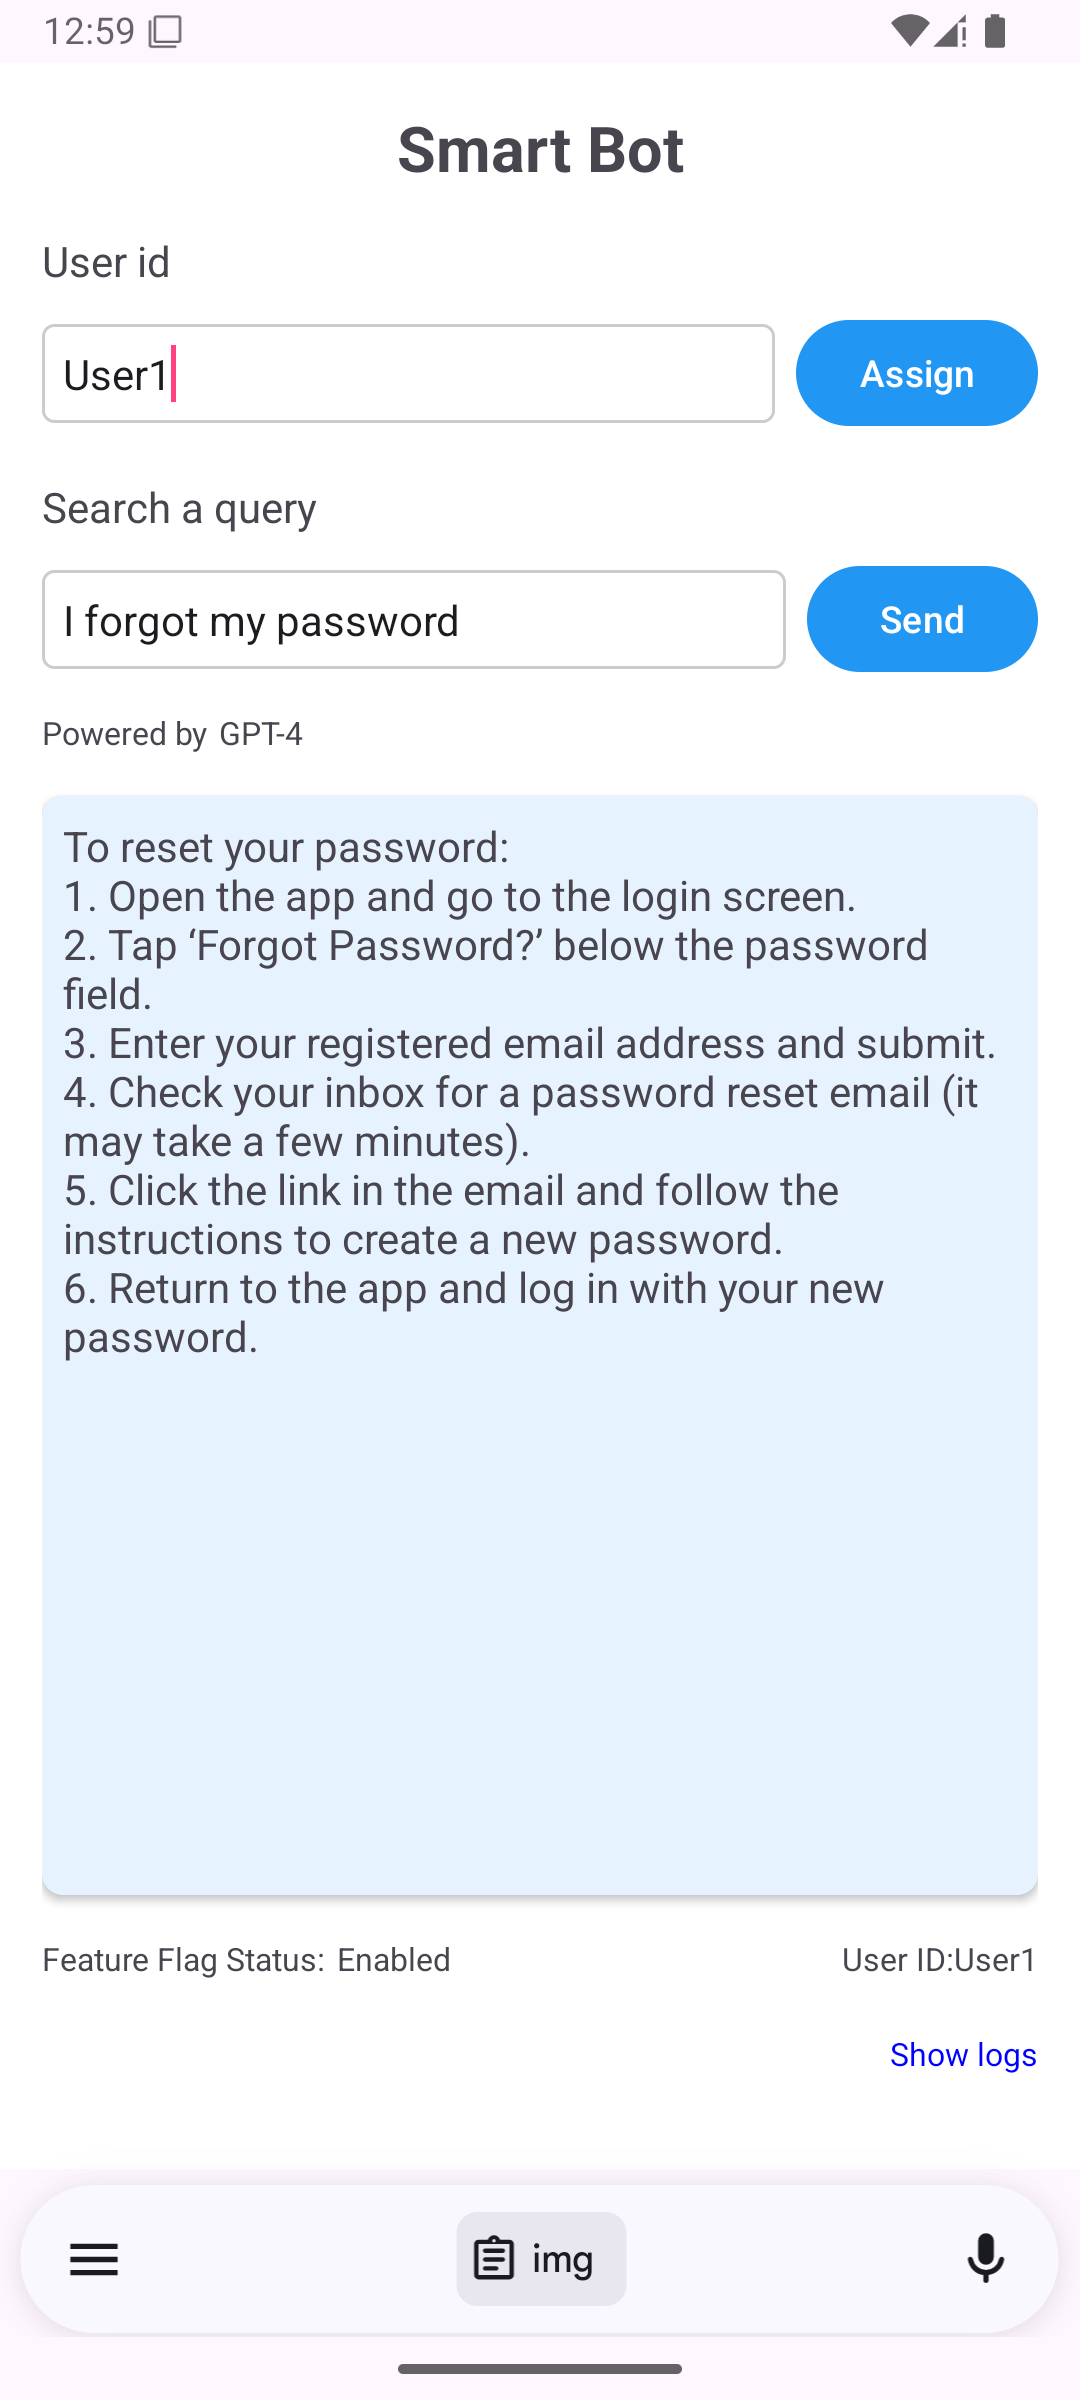 12:59
Smart Bot
User id
User1
Assign
Search a query
I forgot my password
Send
Powered by GPT-4
To reset your password:
1. Open the app and go to the login screen.
2. Tap ‘Forgot Password?’ below the password
field.
3. Enter your registered email address and submit.
4. Check your inbox for a password reset email (it
may take a few minutes).
5. Click the link in the email and follow the
instructions to create a new password.
6. Return to the app and log in with your new
password.
Feature Flag Status: Enabled
User ID:User1
Show logs
img